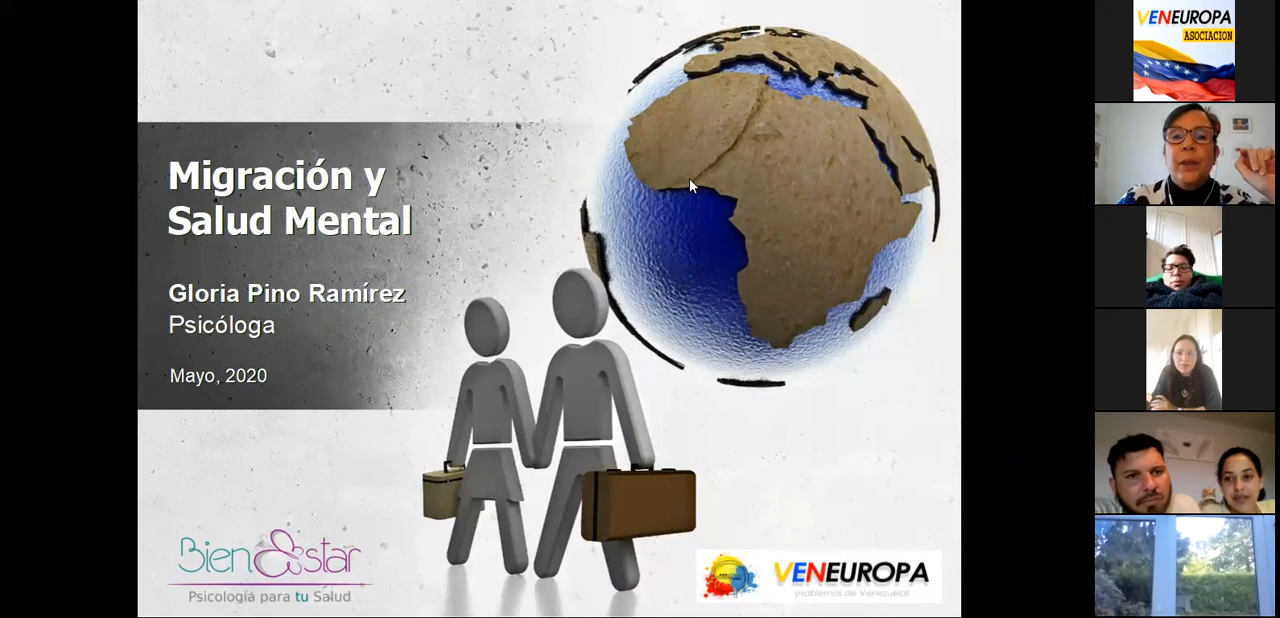 Migración y
Salud Mental
Gloria Pino Ramírez
Psicóloga
Mayo, 2020
Bienestar
Psicología para tu Salud
VENEUROPA
¡Hablemos de Venezuela!
VENEUROPA
ASOCIACION